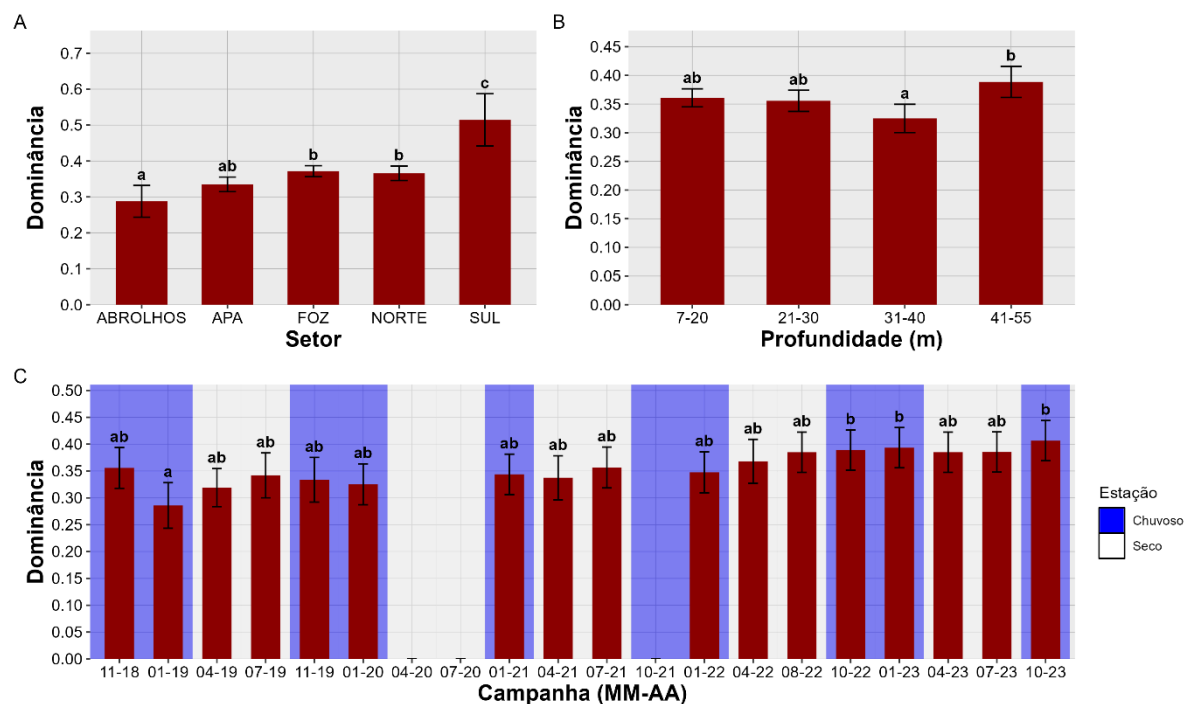 A
Dominância
0.7
0.6
0.5
0.4
0.3
0.2
0.1
0.0
a
ab
b
b
c
ABROLHOS APA FOZ NORTE SUL
Setor
B
Dominância
0.45
0.40
0.35
0.30
0.25
0.20
0.15
0.10
0.05
0.00
ab
ab
a
b
7-20 21-30 31-40 41-55
Profundidade (m)
C
Dominância
0.50
0.45
0.40
0.35
0.30
0.25
0.20
0.15
0.10
0.05
0.00
ab a ab ab ab ab ab ab ab ab ab ab b b ab ab b
11-18 01-19 04-19 07-19 11-19 01-20 04-20 07-20 01-21 04-21 07-21 10-21 01-22 04-22 08-22 10-22 01-23 04-23 07-23 10-23
Campanha (MM-AA)
Estação
Chuvoso
Seco